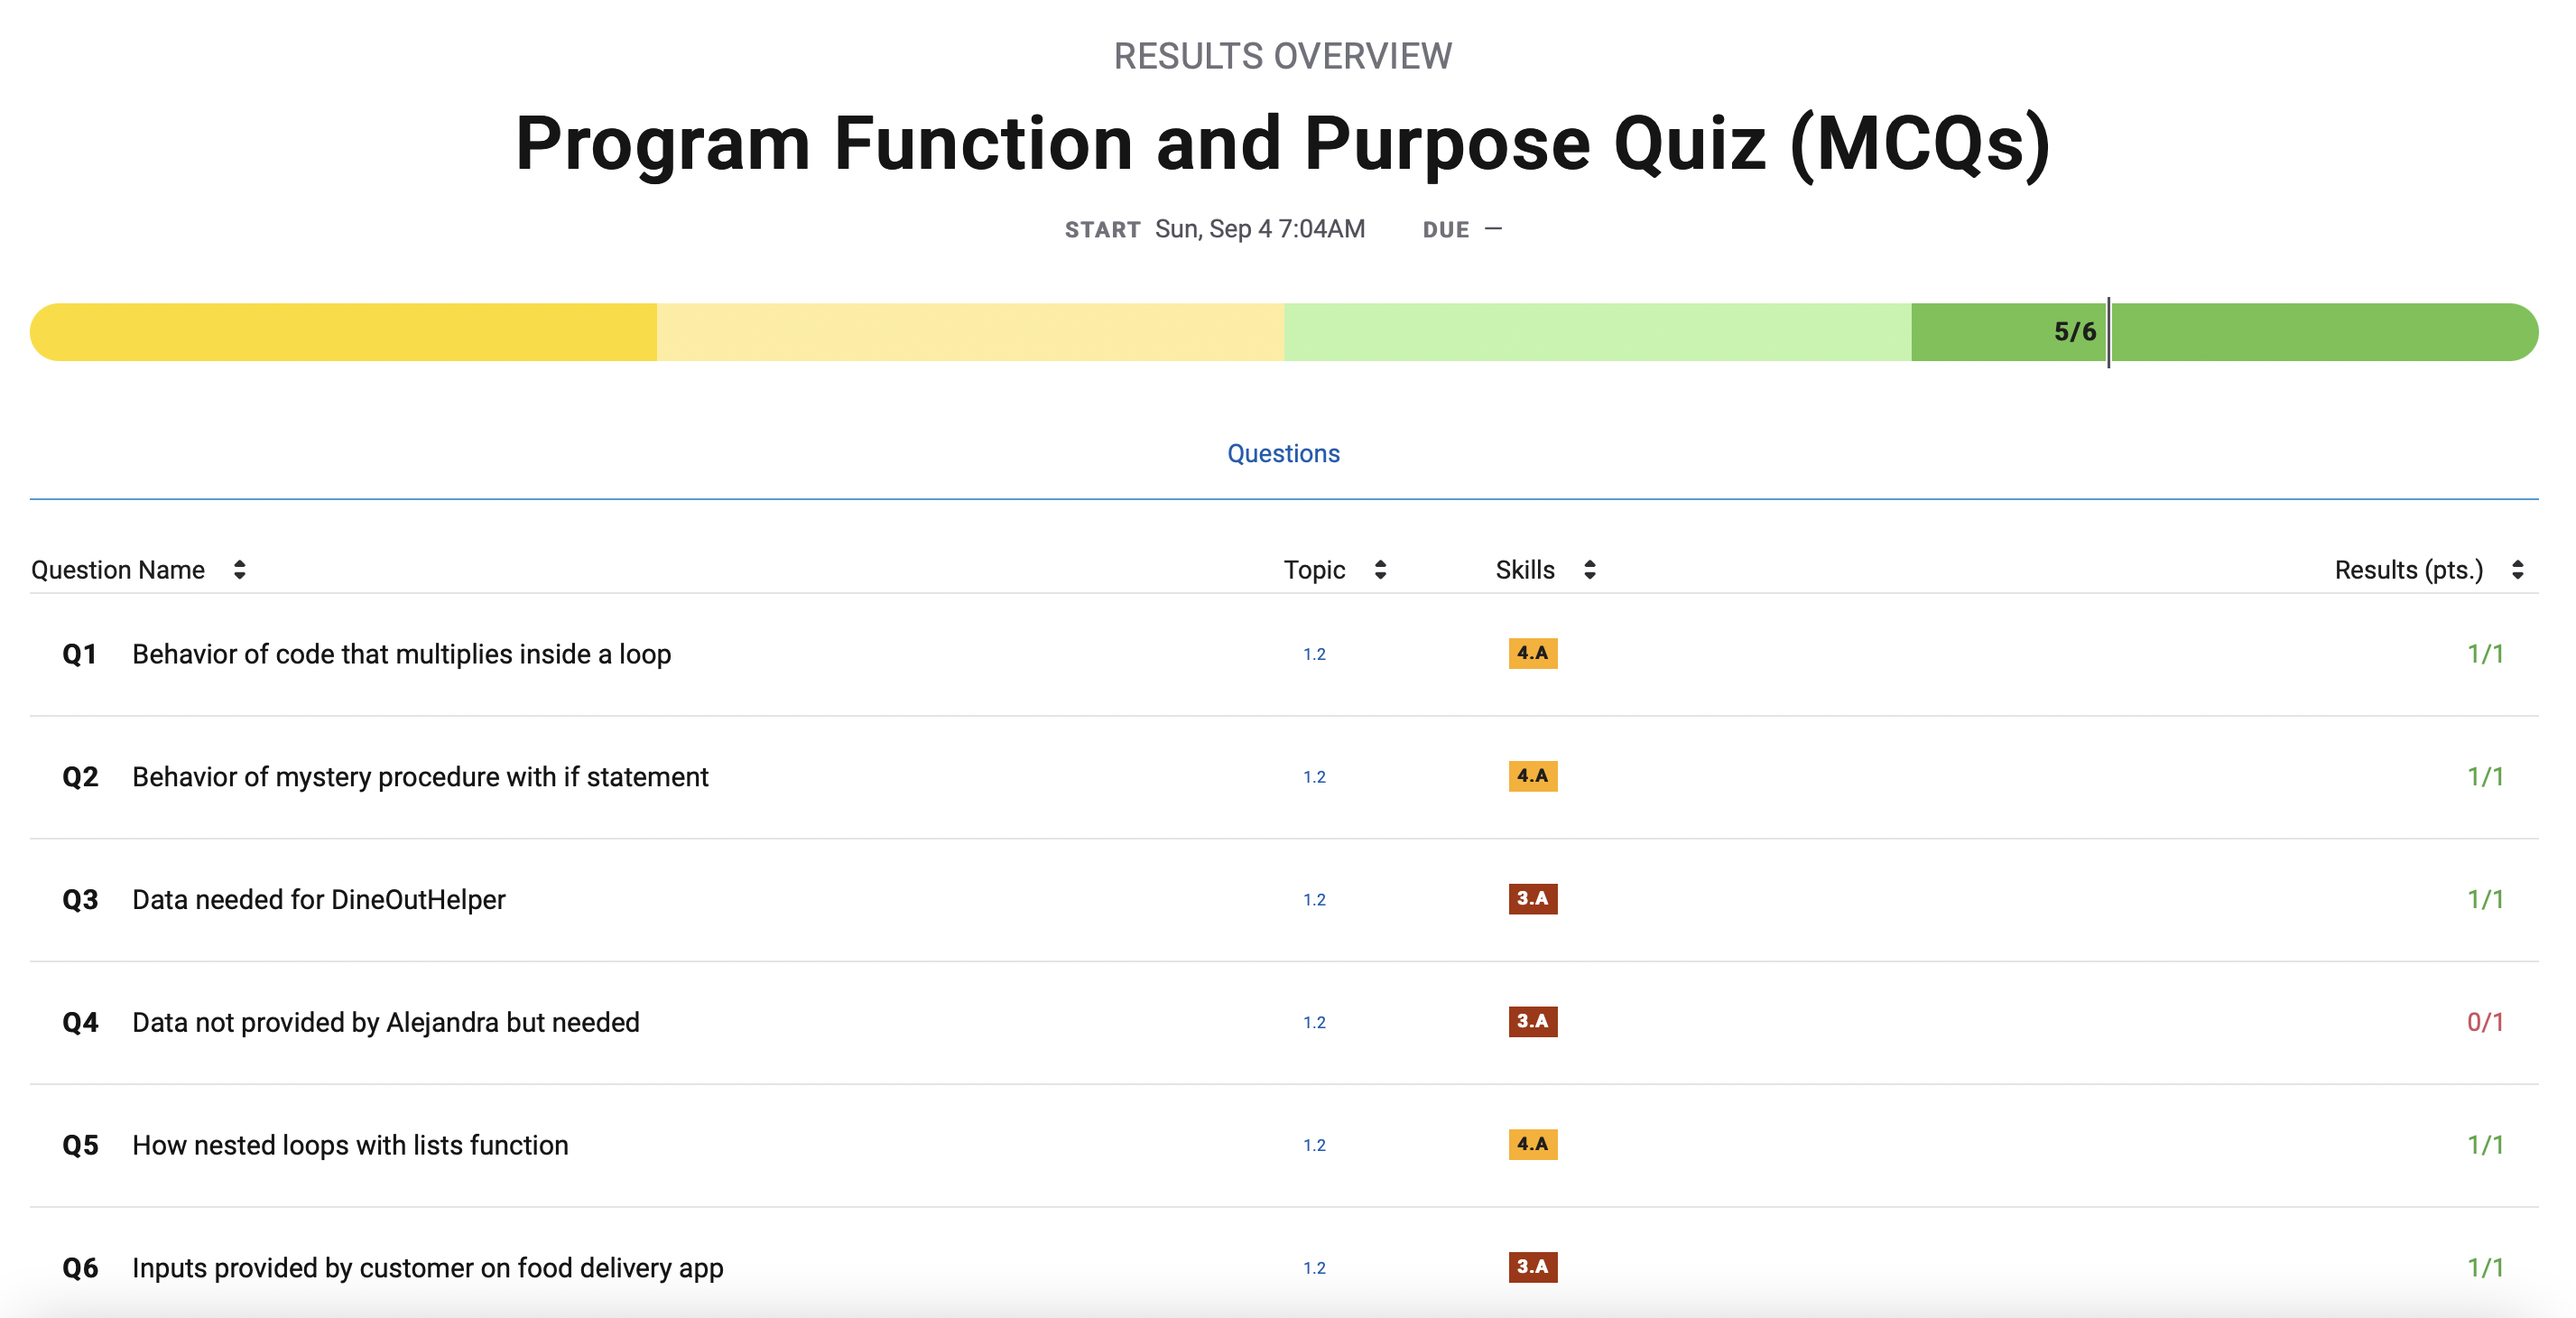 RESULTS OVERVIEW
Program Function and Purpose Quiz (MCQs)
START Sun, Sep 4 7:04AM DUE —
5/6
Questions
Question Name Topic Skills Results (pts.)
Q1 Behavior of code that multiplies inside a loop 1.2 4.A 1/1
Q2 Behavior of mystery procedure with if statement 1.2 4.A 1/1
Q3 Data needed for DineOutHelper 1.2 3.A 1/1
Q4 Data not provided by Alejandra but needed 1.2 3.A 0/1
Q5 How nested loops with lists function 1.2 4.A 1/1
Q6 Inputs provided by customer on food delivery app 1.2 3.A 1/1